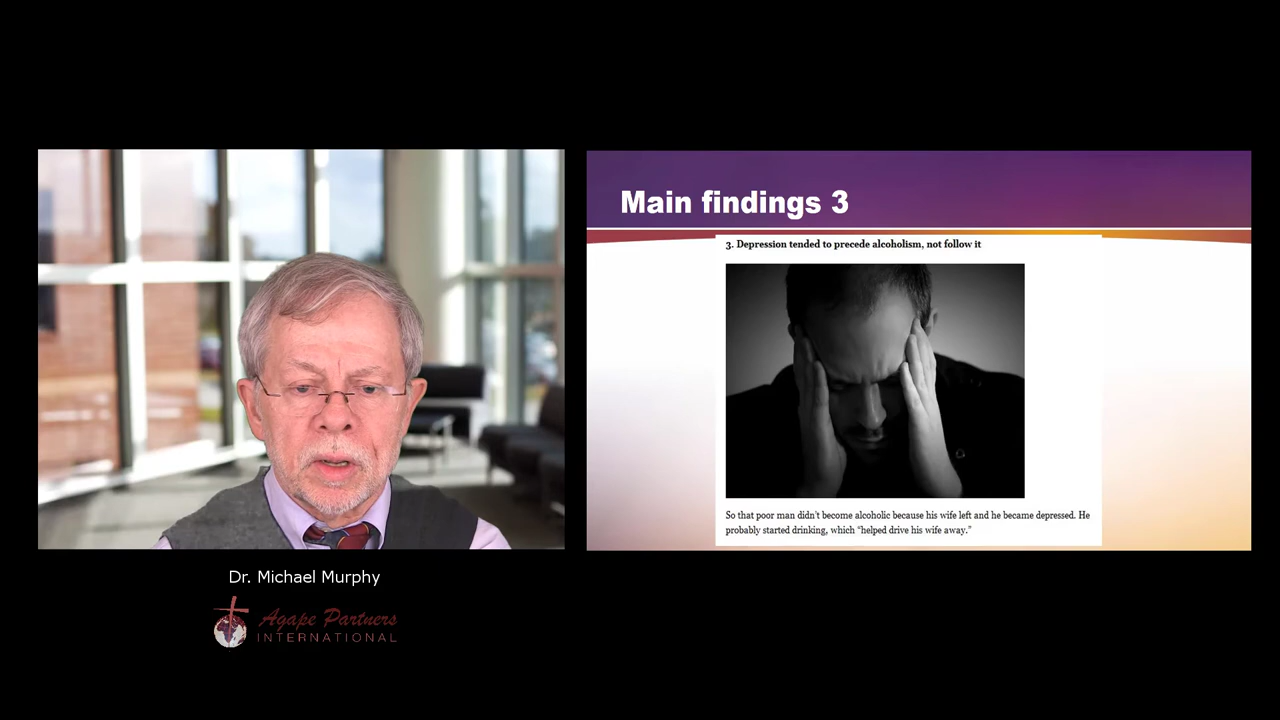 Main findings 3
3. Depression tended to precede alcoholism, not follow it
So that poor man didn't become alcoholic because his wife left and he became depressed. He
probably started drinking, which “helped drive his wife away.”
Dr. Michael Murphy
Agape Partners
INTERNATIONAL